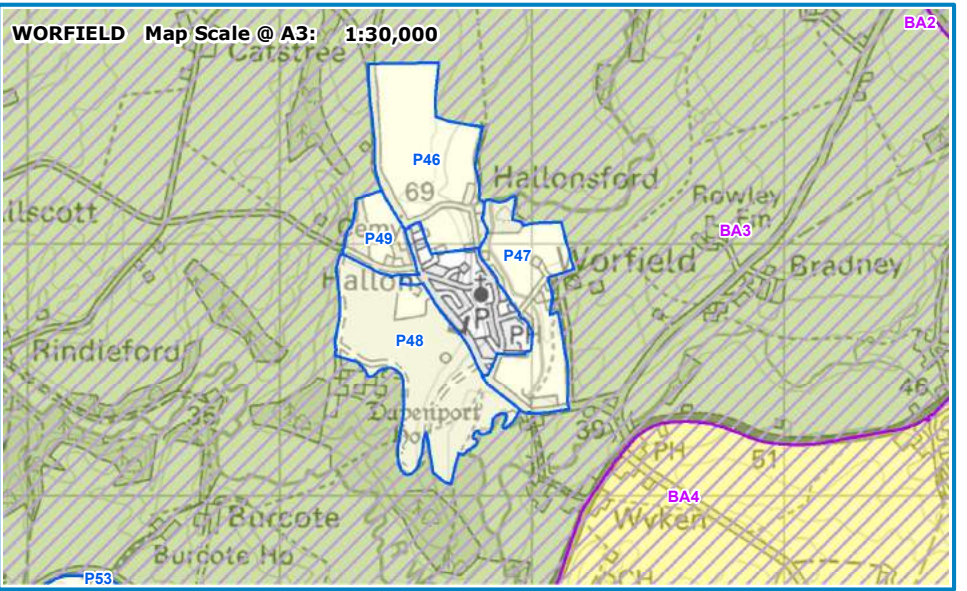 WORFIELD Map Scale @ A3: 1:30,000
BA2
Catstree
P46
69
Hallonsford
Rowley
Fm
BA3
P49
P47
Worfield
Bradney
P
P48
PH
Rindleford
46
35
Davenport
39
PH
51
BA4
Burcote
Wyken
Burcote Ho
P53